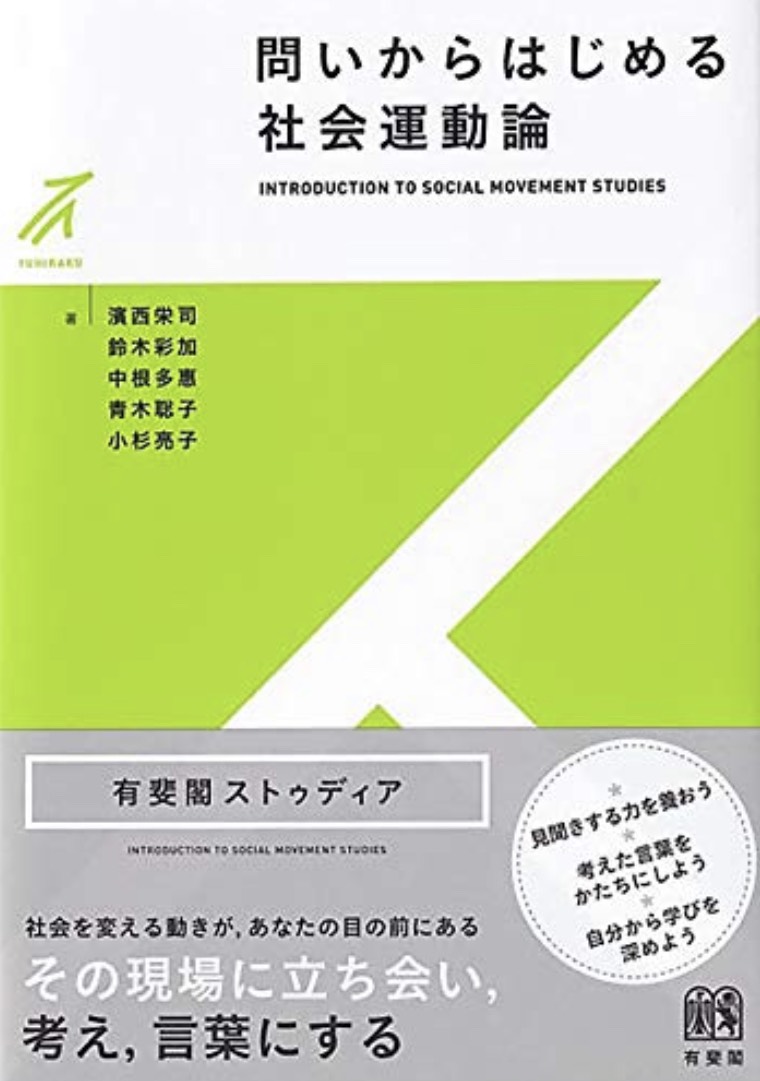 問いからはじめる
社会運動論
INTRODUCTION TO SOCIAL MOVEMENT STUDIES
YUHIKAKU
著
濱西栄司
鈴木彩加
中根多惠
青木聡子
小杉亮子
有斐閣 ストゥディア
INTRODUCTION TO SOCIAL MOVEMENT STUDIES
見聞きする力を養おう
考えた言葉を
かたちにしよう
自分から学びを
深めよう
社会を変える動きが, あなたの目の前にある
その現場に立ち会い,
考え, 言葉にする
有斐閣